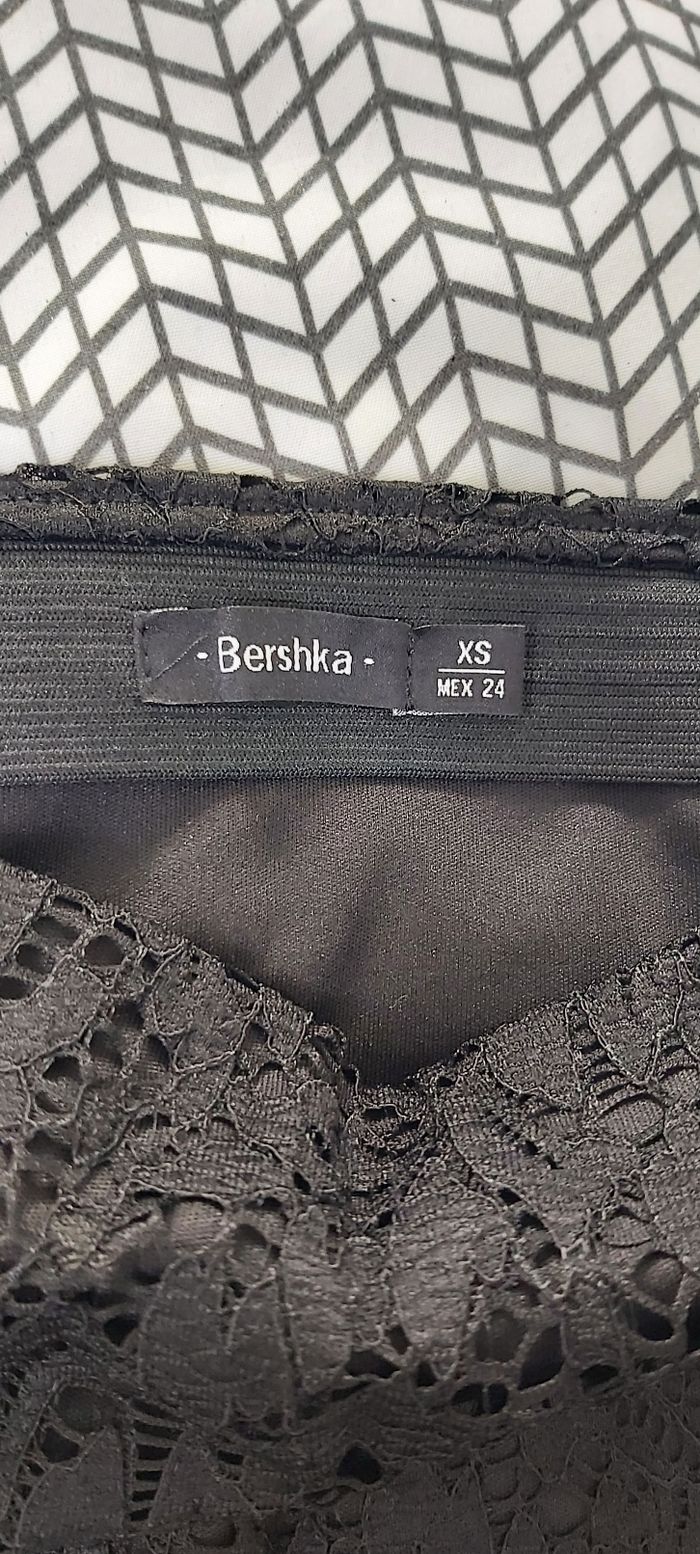 · Bershka ·
XS
MEX 24